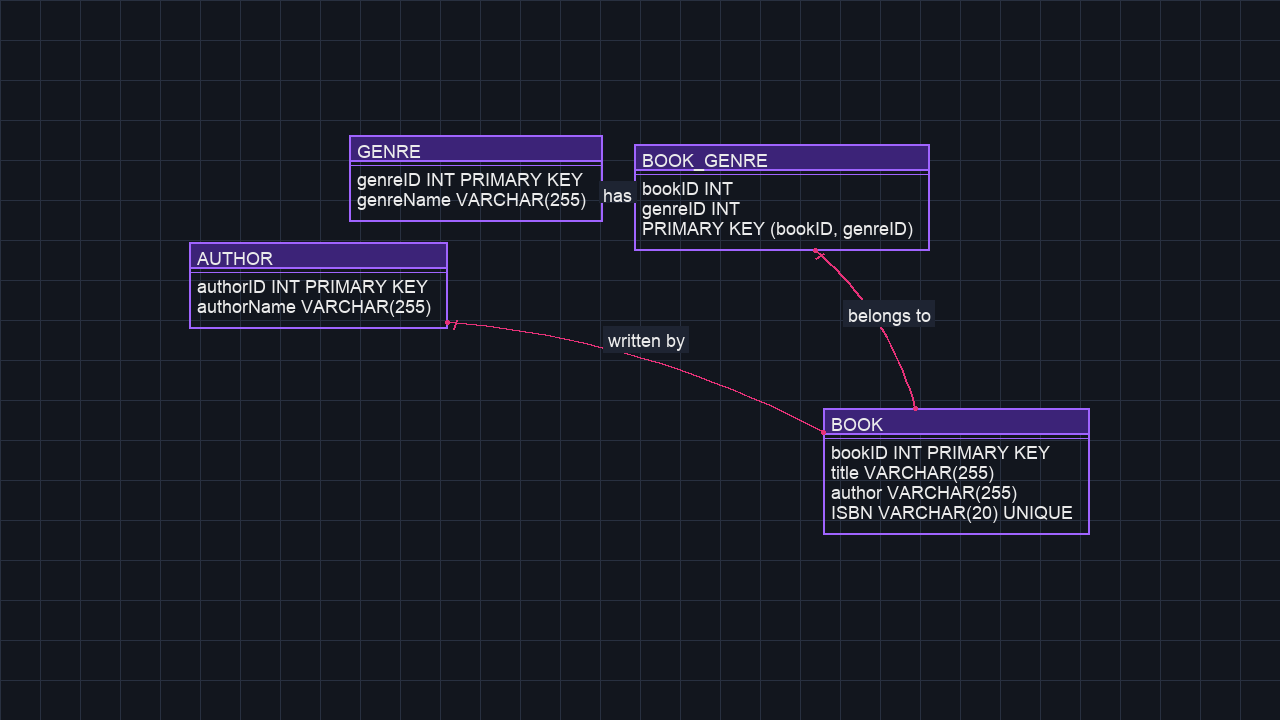 GENRE
genreID INT PRIMARY KEY
genreName VARCHAR(255)
has
BOOK_GENRE
bookID INT
genreID INT
PRIMARY KEY (bookID, genreID)
AUTHOR
authorID INT PRIMARY KEY
authorName VARCHAR(255)
written by
belongs to
BOOK
bookID INT PRIMARY KEY
title VARCHAR(255)
author VARCHAR(255)
ISBN VARCHAR(20) UNIQUE